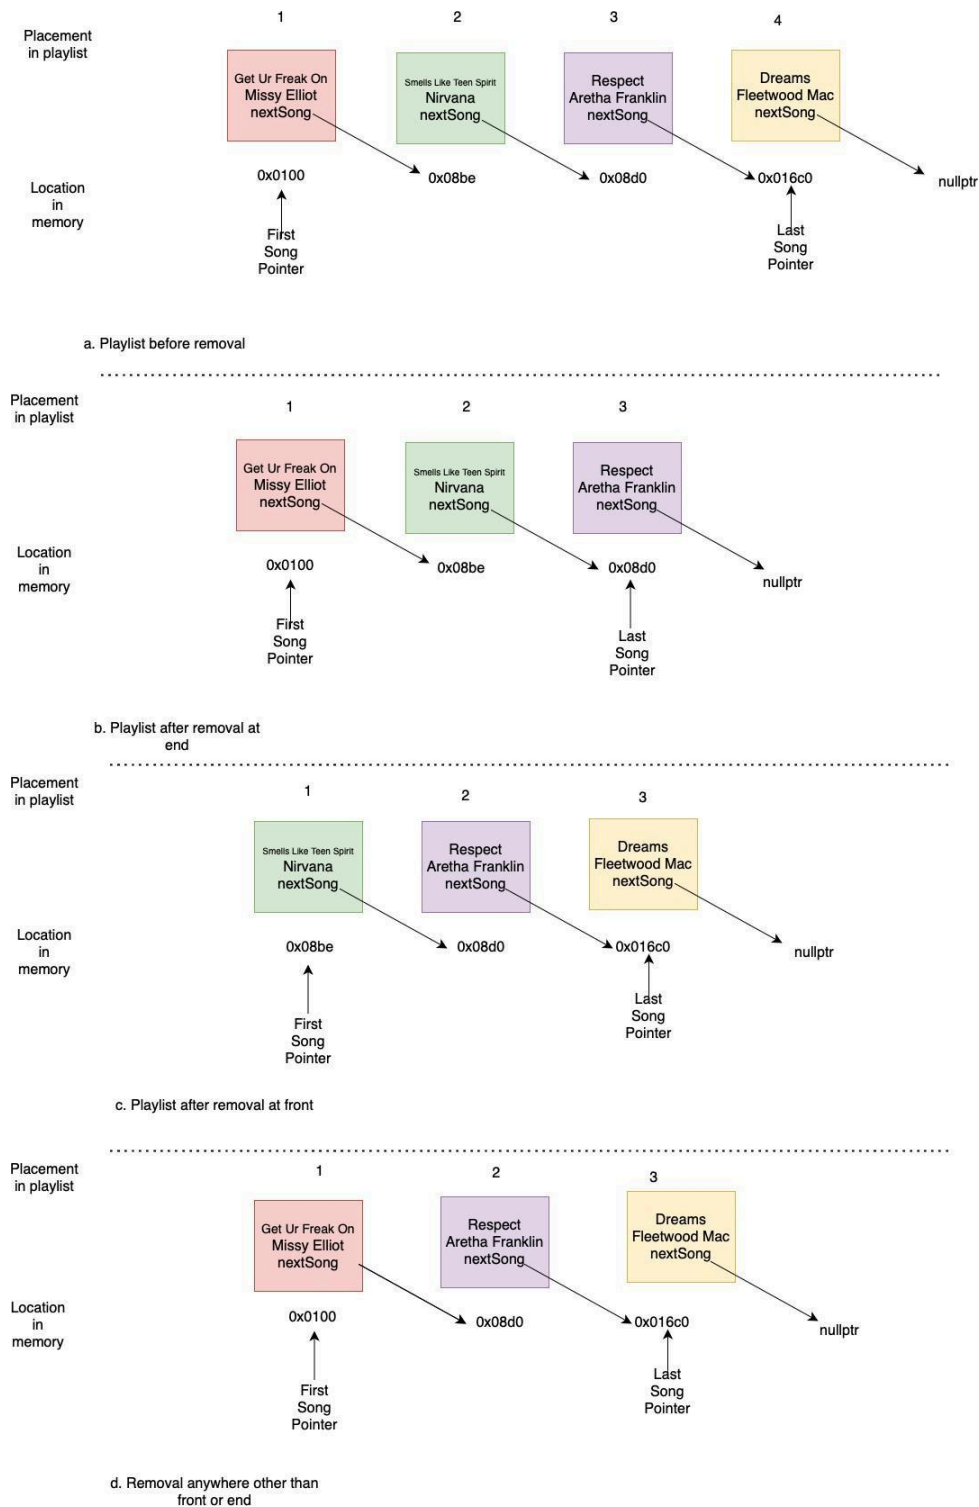 1
2
3
4
Placement
in playlist
Get Ur Freak On
Missy Elliot
nextSong
Smells Like Teen Spirit
Nirvana
nextSong
Respect
Aretha Franklin
nextSong
Dreams
Fleetwood Mac
nextSong
Location
in
memory
0x0100
0x08be
0x08d0
0x016c0
nullptr
First
Song
Pointer
Last
Song
Pointer
a. Playlist before removal
Placement
in playlist
1
2
3
Get Ur Freak On
Missy Elliot
nextSong
Smells Like Teen Spirit
Nirvana
nextSong
Respect
Aretha Franklin
nextSong
Location
in
memory
0x0100
0x08be
0x08d0
nullptr
First
Song
Pointer
Last
Song
Pointer
b. Playlist after removal at
end
Placement
in playlist
1
2
3
Smells Like Teen Spirit
Nirvana
nextSong
Respect
Aretha Franklin
nextSong
Dreams
Fleetwood Mac
nextSong
Location
in
memory
0x08be
0x08d0
0x016c0
nullptr
First
Song
Pointer
Last
Song
Pointer
c. Playlist after removal at front
Placement
in playlist
1
2
3
Get Ur Freak On
Missy Elliot
nextSong
Respect
Aretha Franklin
nextSong
Dreams
Fleetwood Mac
nextSong
Location
in
memory
0x0100
0x08d0
0x016c0
nullptr
First
Song
Pointer
Last
Song
Pointer
d. Removal anywhere other than
front or end